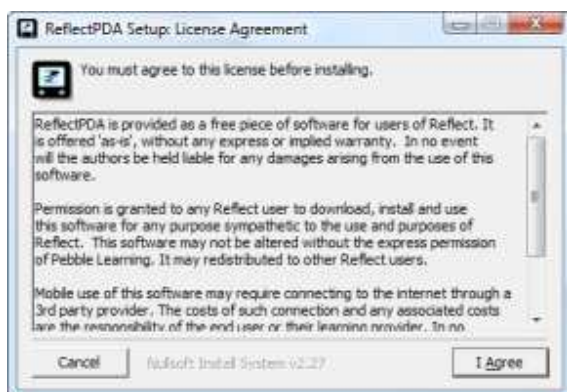 ReflectPDA Setup: License Agreement
You must agree to this license before installing.
ReflectPDA is provided as a free piece of software for users of Reflect. It
is offered 'as-is', without any express or implied warranty. In no event
will the authors be held liable for any damages arising from the use of this
software.
Permission is granted to any Reflect user to download, install and use
this software for any purpose sympathetic to the use and purposes of
Reflect. This software may not be altered without the express permission
of Pebble Learning. It may redistributed to other Reflect users.
Mobile use of this software may require connecting to the internet through a
3rd party provider. The costs of such connection and any associated costs
are the responsibility of the end user or their learning provider. In no
Cancel
Nullsoft Install System v2.27
I Agree